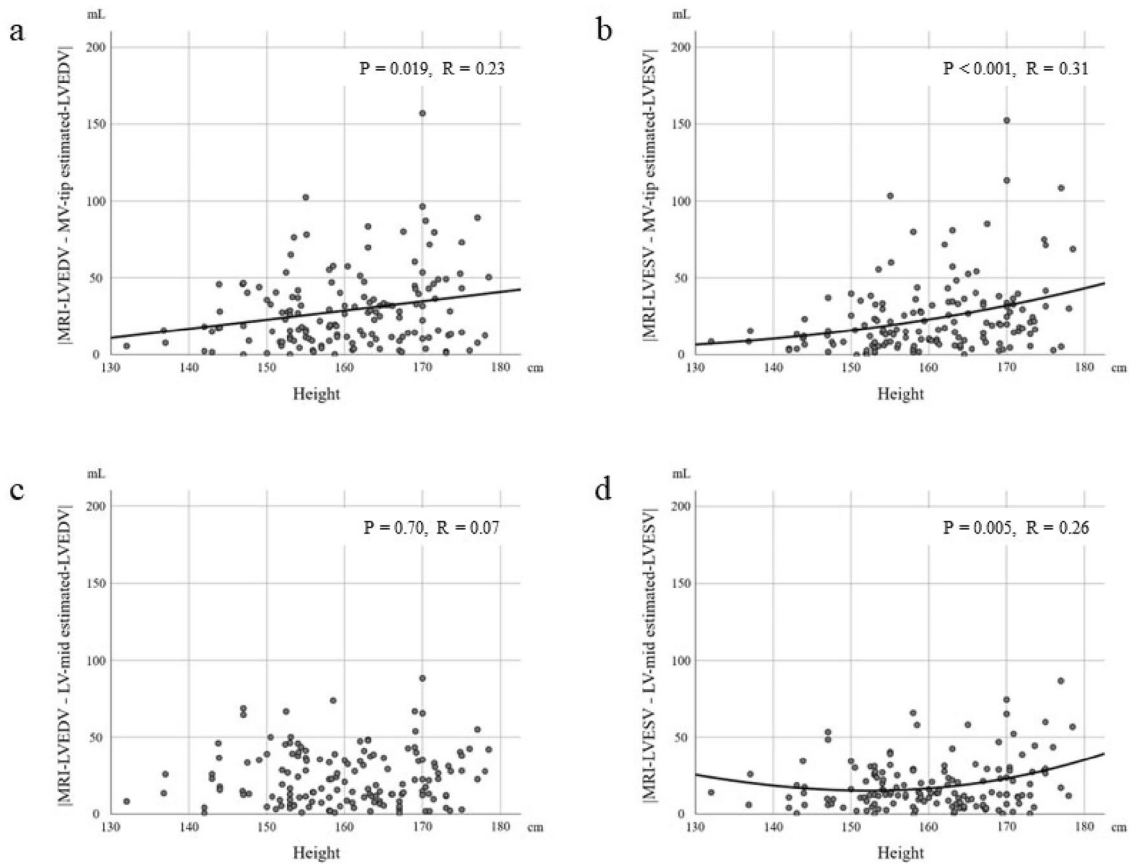 a
mL
|MRI-LVEDV - MV-tip estimated-LVEDV|
200
150
100
50
0
P = 0.019, R = 0.23
130 140 150 160 170 180 cm
Height
b
mL
|MRI-LVESV - MV-tip estimated-LVESV|
200
150
100
50
0
P < 0.001, R = 0.31
130 140 150 160 170 180 cm
Height
c
mL
|MRI-LVEDV - LV-mid estimated-LVEDV|
200
150
100
50
0
P = 0.70, R = 0.07
130 140 150 160 170 180 cm
Height
d
mL
|MRI-LVESV - LV-mid estimated-LVESV|
200
150
100
50
0
P = 0.005, R = 0.26
130 140 150 160 170 180 cm
Height